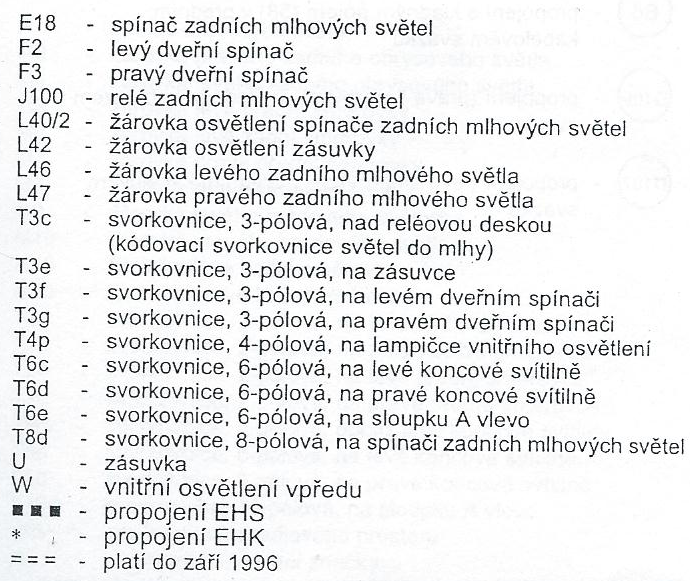 E18 - spínač zadních mlhových světel
F2 - levý dveřní spínač
F3 - pravý dveřní spínač
J100 - relé zadních mlhových světel
L40/2 - žárovka osvětlení spínače zadních mlhových světel
L42 - žárovka osvětlení zásuvky
L46 - žárovka levého zadního mlhového světla
L47 - žárovka pravého zadního mlhového světla
T3c - svorkovnice, 3-pólová, nad reléovou deskou
(kódovací svorkovnice světel do mlhy)
T3e - svorkovnice, 3-pólová, na zásuvce
T3f - svorkovnice, 3-pólová, na levém dveřním spínači
T3g - svorkovnice, 3-pólová, na pravém dveřním spínači
T4p - svorkovnice, 4-pólová, na lampičce vnitřního osvětlení
T6c - svorkovnice, 6-pólová, na levé koncové svítilně
T6d - svorkovnice, 6-pólová, na pravé koncové svítilně
T6e - svorkovnice, 6-pólová, na sloupku A vlevo
T8d - svorkovnice, 8-pólová, na spínači zadních mlhových světel
U - zásuvka
W - vnitřní osvětlení vpředu
■ ■ ■ - propojení EHS
* - propojení EHK
= = = - platí do září 1996